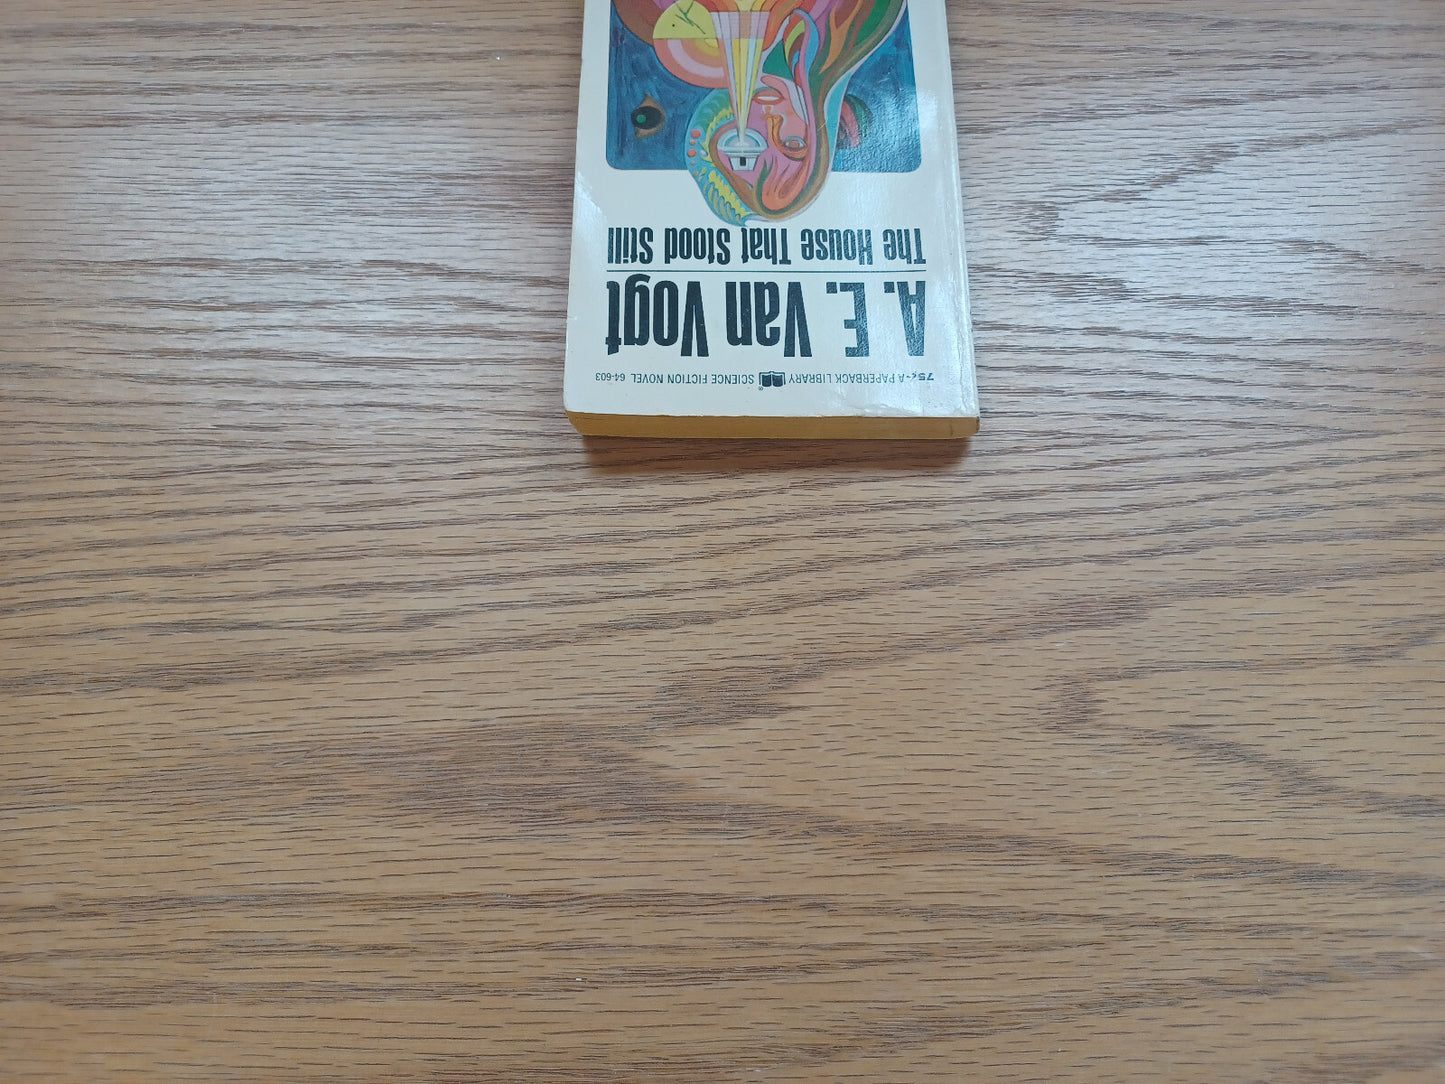 75¢ · A PAPERBACK LIBRARY ® SCIENCE FICTION NOVEL 64-603
A. E. Van Vogt
The House That Stood Still